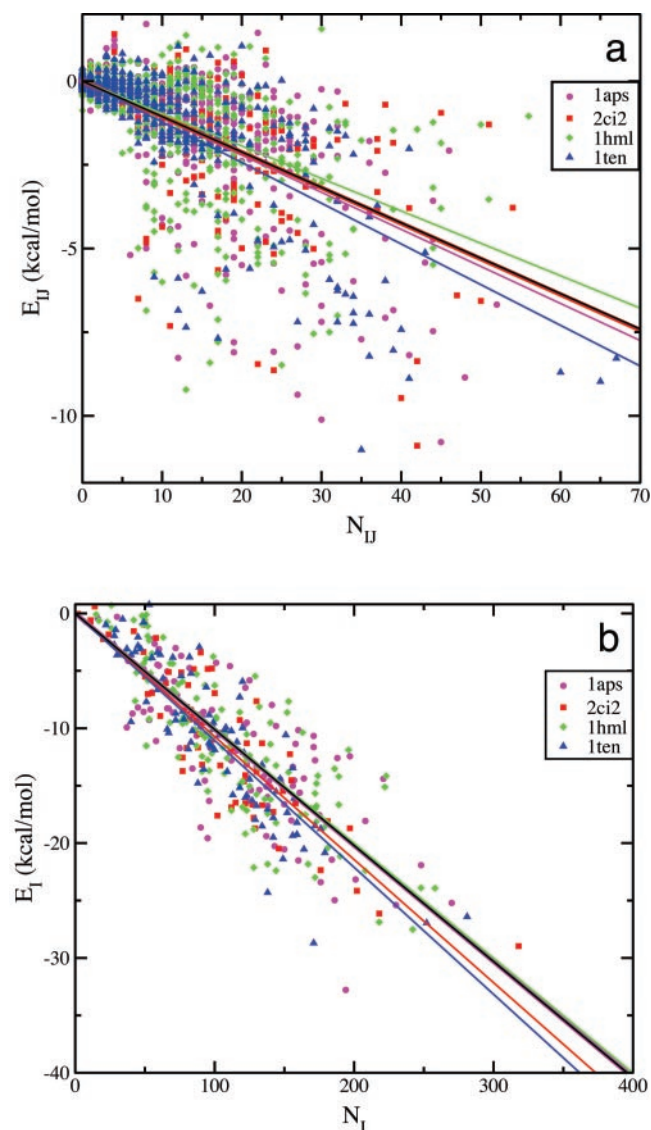 a
0
-5
-10
E_IJ (kcal/mol)
1aps
2ci2
1hml
1ten
0 10 20 30 40 50 60 70
N_IJ
b
0
-10
-20
-30
-40
E_I (kcal/mol)
1aps
2ci2
1hml
1ten
0 100 200 300 400
N_I